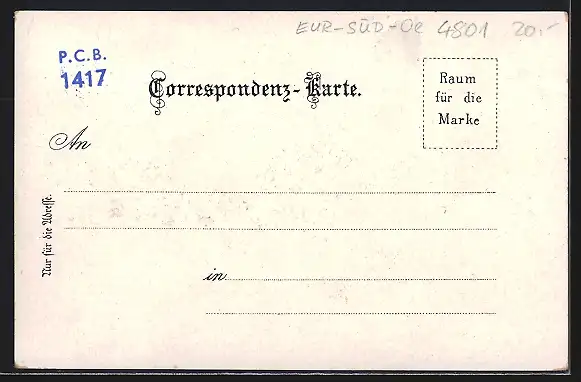 EUR-SÜD-OE 4801 20.-
P.C.B.
1417
Correspondenz-Karte.
Raum
für die
Marke
An
Nur für die Adresse.
in